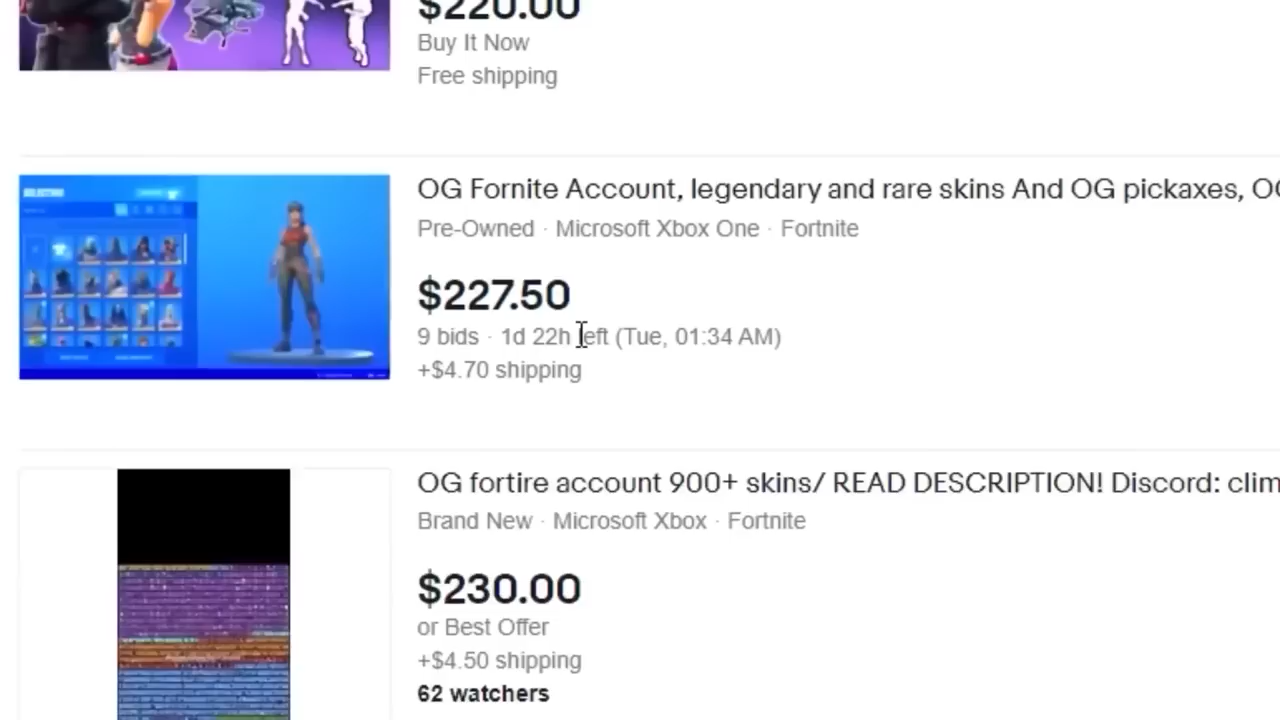 $220.00
Buy It Now
Free shipping
OG Fornite Account, legendary and rare skins And OG pickaxes, OG
Pre-Owned · Microsoft Xbox One · Fortnite
$227.50
9 bids · 1d 22h left (Tue, 01:34 AM)
+$4.70 shipping
OG fortire account 900+ skins/ READ DESCRIPTION! Discord: clim
Brand New · Microsoft Xbox · Fortnite
$230.00
or Best Offer
+$4.50 shipping
62 watchers